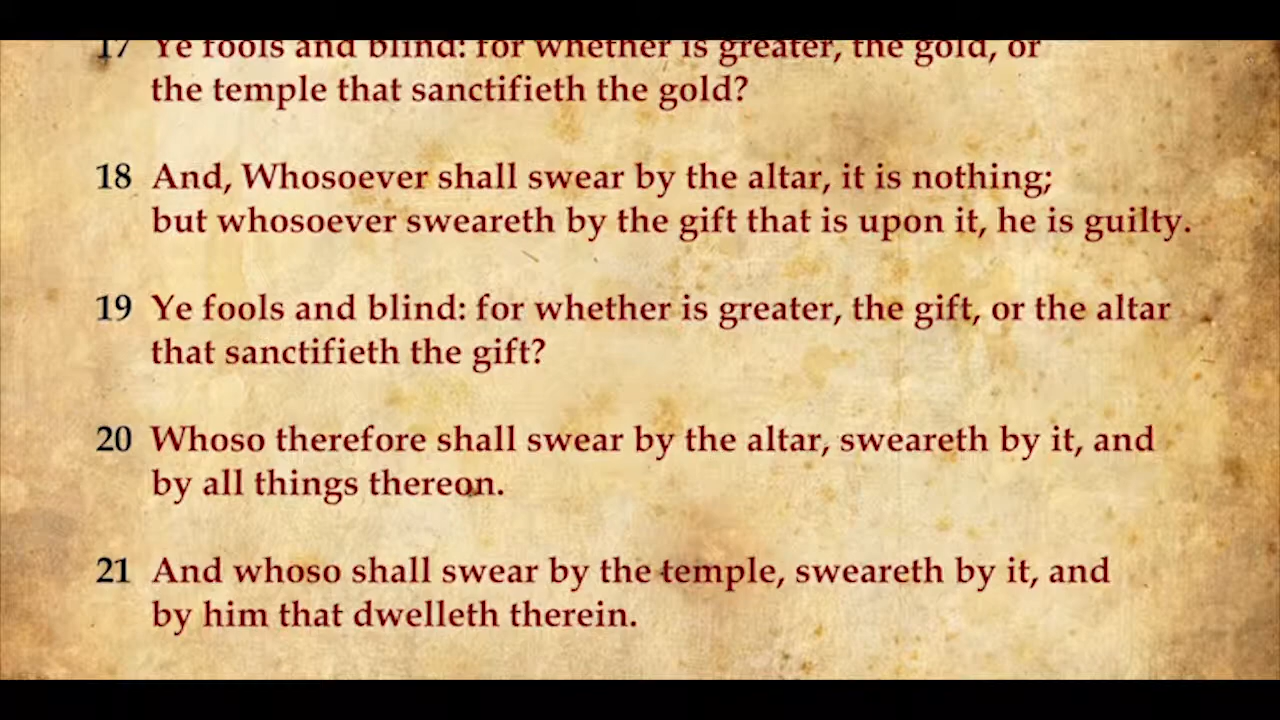 17 Ye fools and blind: for whether is greater, the gold, or
the temple that sanctifieth the gold?
18 And, Whosoever shall swear by the altar, it is nothing;
but whosoever sweareth by the gift that is upon it, he is guilty.
19 Ye fools and blind: for whether is greater, the gift, or the altar
that sanctifieth the gift?
20 Whoso therefore shall swear by the altar, sweareth by it, and
by all things thereon.
21 And whoso shall swear by the temple, sweareth by it, and
by him that dwelleth therein.